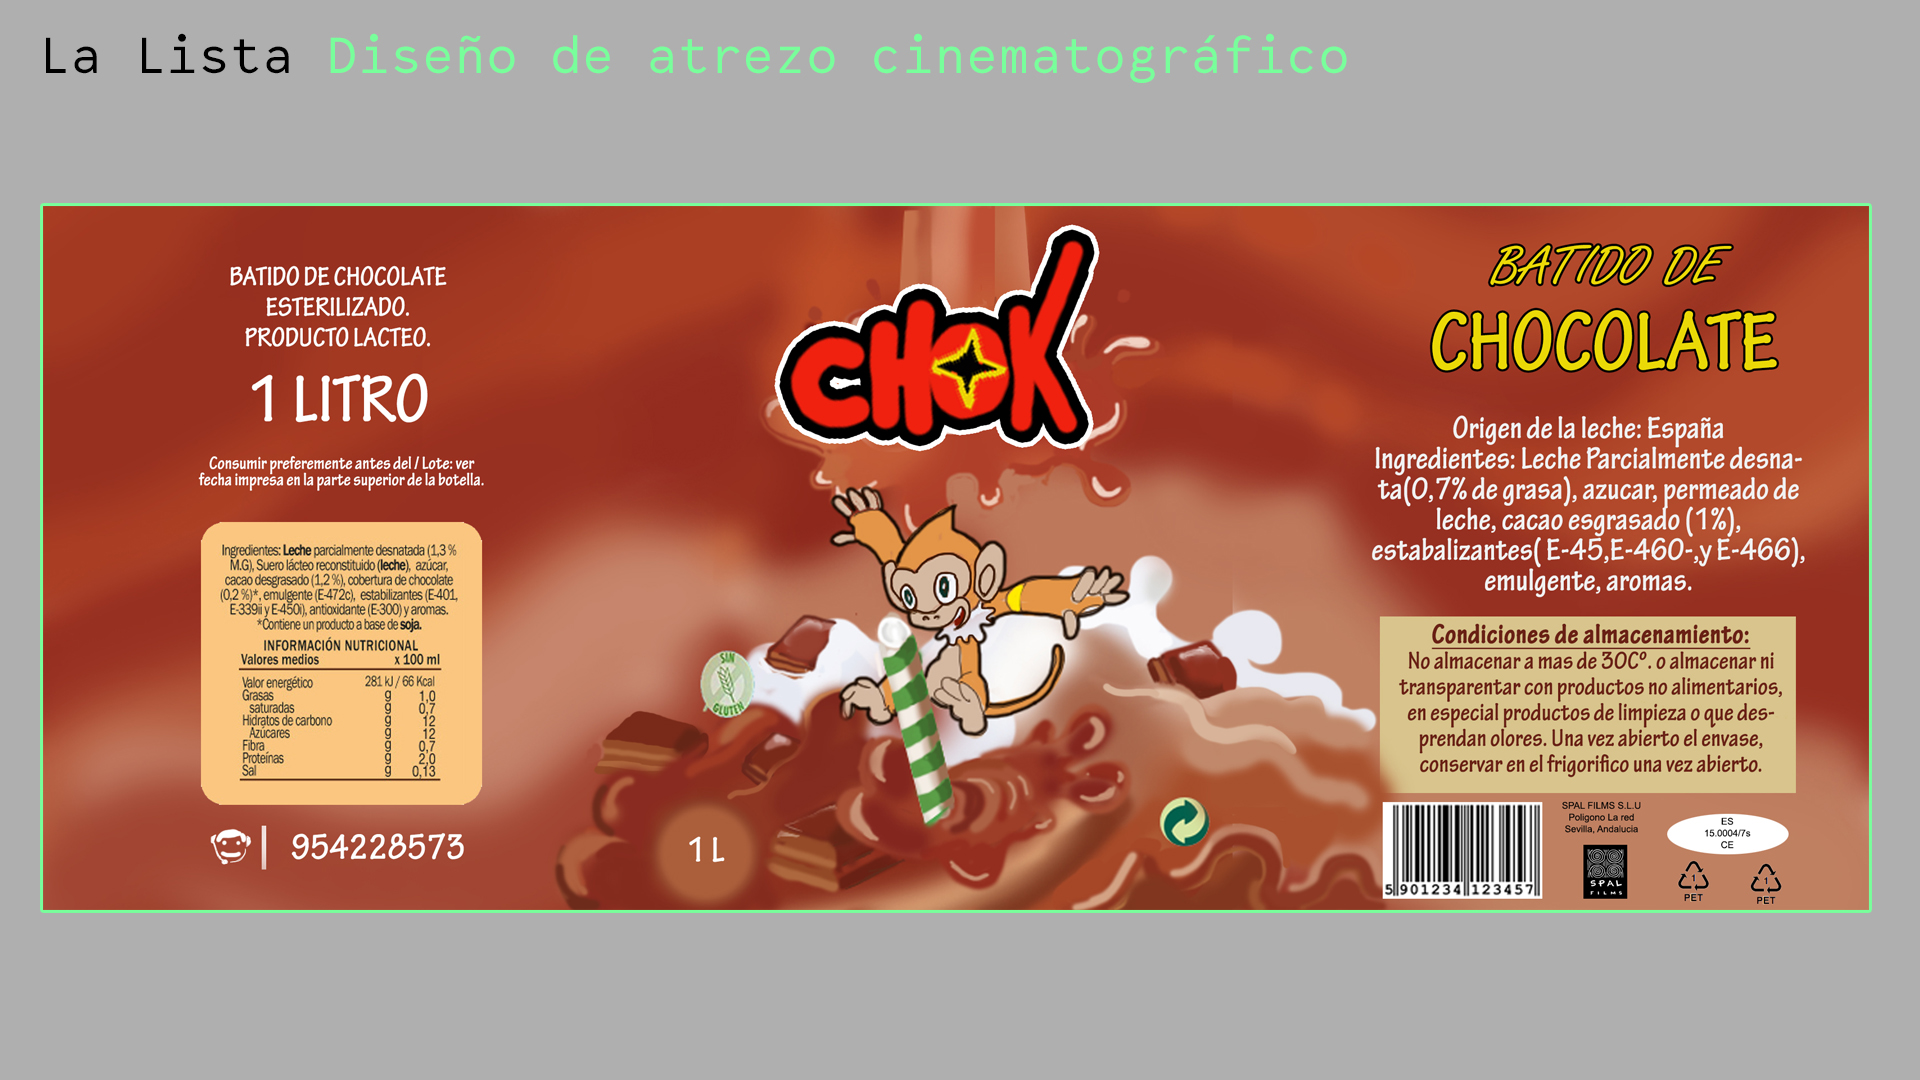 La Lista Diseño de atrezo cinematográfico
BATIDO DE CHOCOLATE
ESTERILIZADO.
PRODUCTO LACTEO.
1 LITRO
Consumir preferemente antes del / Lote: ver
fecha impresa en la parte superior de la botella.
Ingredientes: Leche parcialmente desnatada (1,3 %
M.G), Suero lácteo reconstituido (leche), azúcar,
cacao desgrasado (1,2 %), cobertura de chocolate
(0,2 %)*, emulgente (E-472c), estabilizantes (E-401,
E-339ii y E-450i), antioxidante (E-300) y aromas.
*Contiene un producto a base de soja.
INFORMACIÓN NUTRICIONAL
Valores medios x 100 ml
Valor energético 281 kJ / 66 Kcal
Grasas g 1,0
saturadas g 0,7
Hidratos de carbono g 12
Azúcares g 12
Fibra g 0,7
Proteínas g 2,0
Sal g 0,13
954228573
CHOK
SIN
GLUTEN
1 L
BATIDO DE
CHOCOLATE
Origen de la leche: España
Ingredientes: Leche Parcialmente desna-
ta(0,7% de grasa), azucar, permeado de
leche, cacao esgrasado (1%),
estabalizantes( E-45,E-460-,y E-466),
emulgente, aromas.
Condiciones de almacenamiento:
No almacenar a mas de 30Cº. o almacenar ni
transparentar con productos no alimentarios,
en especial productos de limpieza o que des-
prendan olores. Una vez abierto el envase,
conservar en el frigorifico una vez abierto.
5 901234 123457
SPAL FILMS S.L.U
Poligono La red
Sevilla, Andalucia
SPAL
FILMS
ES
15.0004/7s
CE
1
PET
1
PET